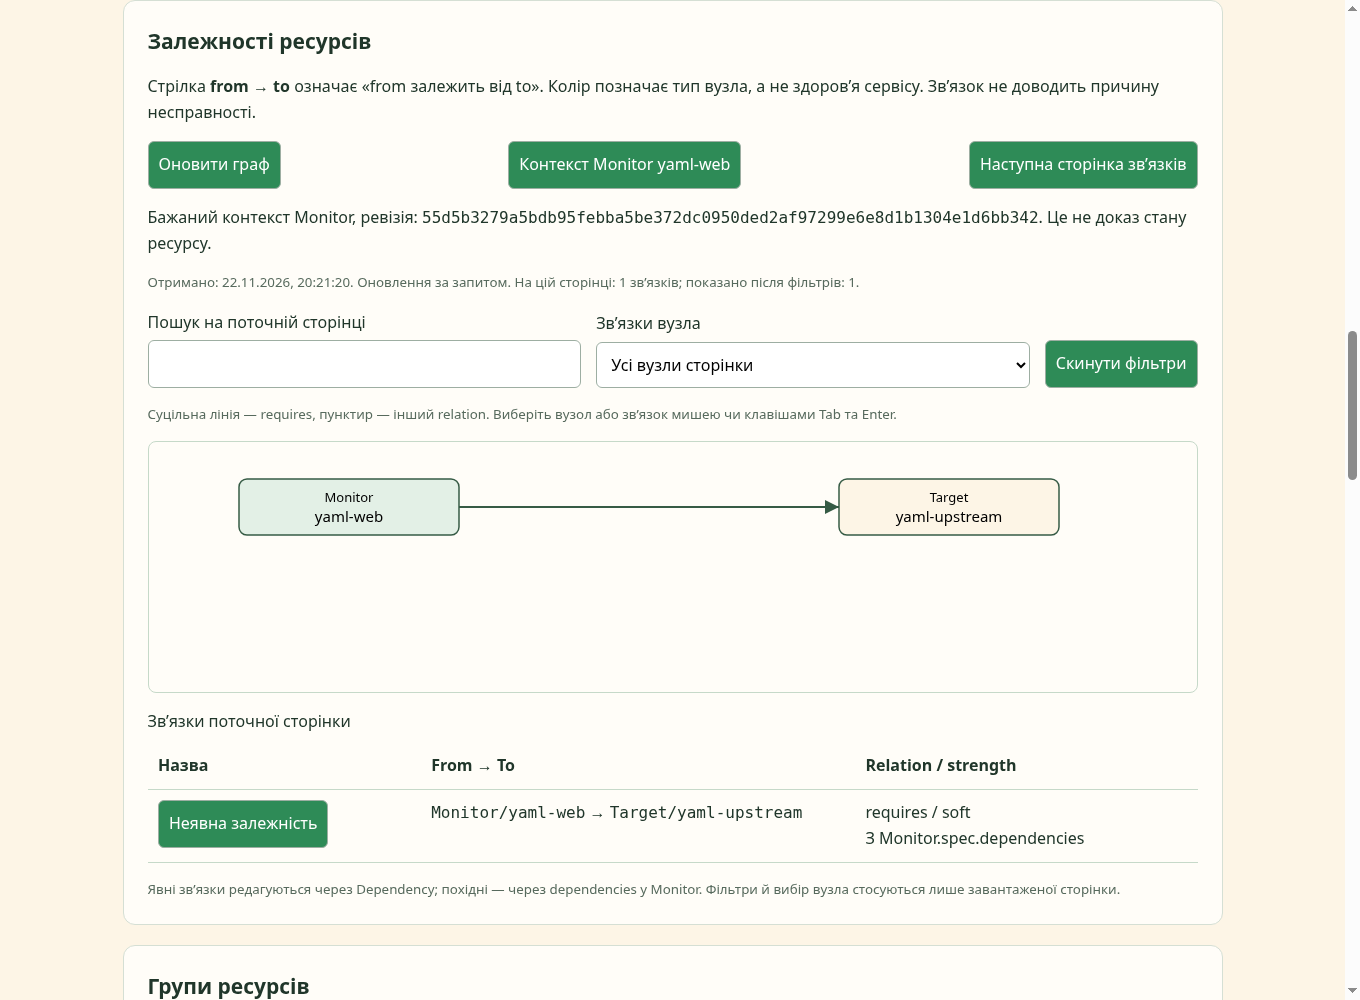 Залежності ресурсів
Стрілка from → to означає «from залежить від to». Колір позначає тип вузла, а не здоров’я сервісу. Зв’язок не доводить причину
несправності.
Оновити граф
Контекст Monitor yaml-web
Наступна сторінка зв’язків
Бажаний контекст Monitor, ревізія: 55d5b3279a5bdb95febba5be372dc0950ded2af97299e6e8d1b1304e1d6bb342. Це не доказ стану
ресурсу.
Отримано: 22.11.2026, 20:21:20. Оновлення за запитом. На цій сторінці: 1 зв’язків; показано після фільтрів: 1.
Пошук на поточній сторінці
Зв’язки вузла
Усі вузли сторінки
Скинути фільтри
Суцільна лінія — requires, пунктир — інший relation. Виберіть вузол або зв’язок мишею чи клавішами Tab та Enter.
Monitor
yaml-web
Target
yaml-upstream
Зв’язки поточної сторінки
Назва
From → To
Relation / strength
Неявна залежність
Monitor/yaml-web → Target/yaml-upstream
requires / soft
З Monitor.spec.dependencies
Явні зв’язки редагуються через Dependency; похідні — через dependencies у Monitor. Фільтри й вибір вузла стосуються лише завантаженої сторінки.
Групи ресурсів